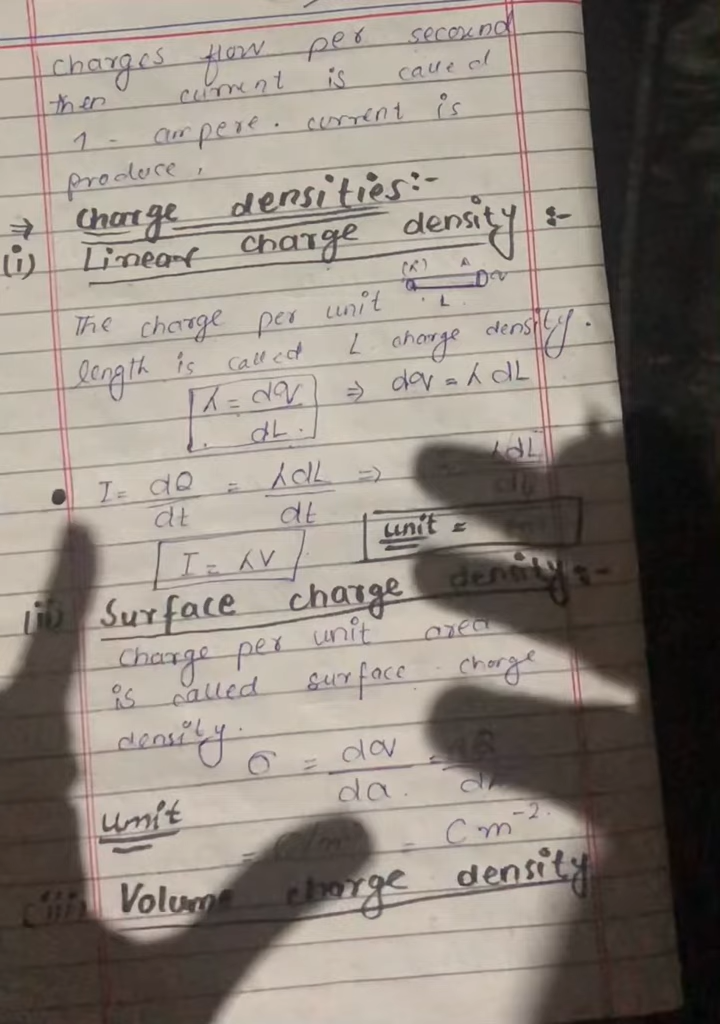 charges flow per secound
then current is called
1 - ampere. current is
produce,
⇒ Charge densities:-
(i) Linear charge density :-
The charge per unit
L
length is called L charge density.
λ = dq/dL ⇒ dq = λ dL
I = dQ/dt = λdL/dt ⇒ λdL
I = λV unit =
(ii) Surface charge density:-
Charge per unit area
is called surface charge
density.
σ = dq/da =
unit
= C m⁻².
(iii) Volume charge density